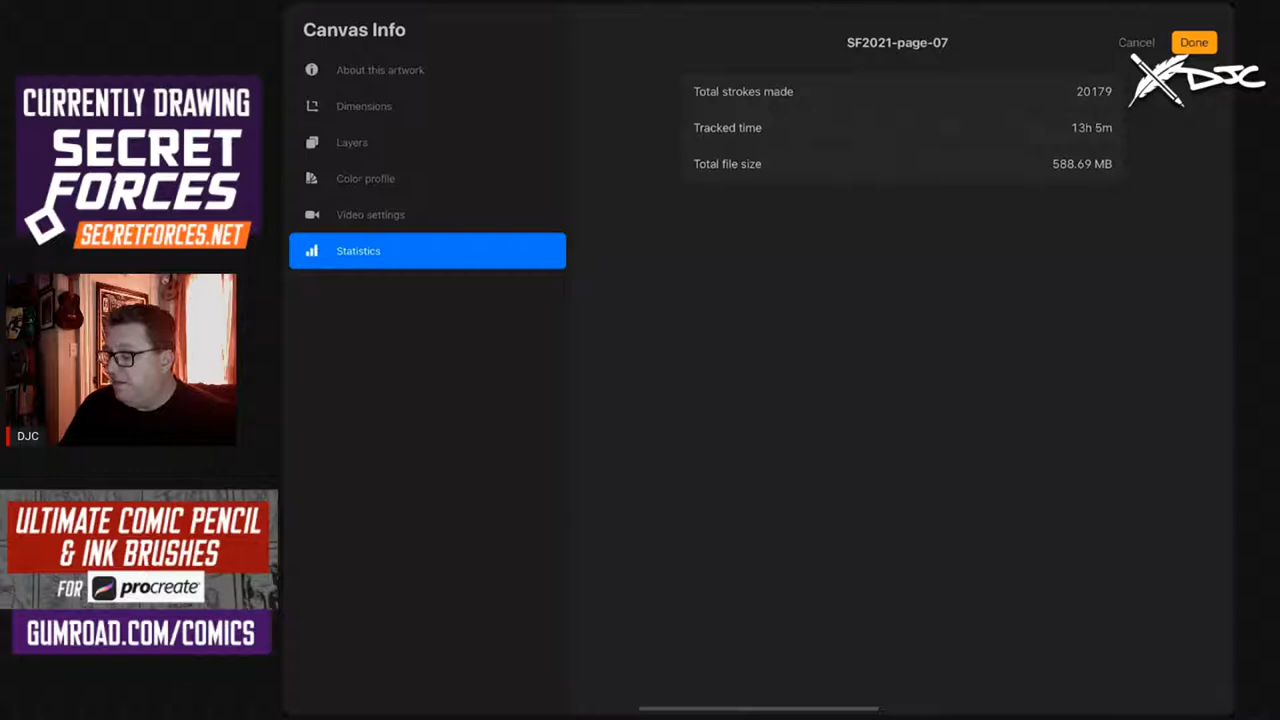 CURRENTLY DRAWING
SECRET
FORCES
SECRETFORCES.NET
DJC
ULTIMATE COMIC PENCIL
& INK BRUSHES
FOR procreate
GUMROAD.COM/COMICS
Canvas Info
About this artwork
Dimensions
Layers
Color profile
Video settings
Statistics
SF2021-page-07
Cancel Done
DJC
Total strokes made 20179
Tracked time 13h 5m
Total file size 588.69 MB